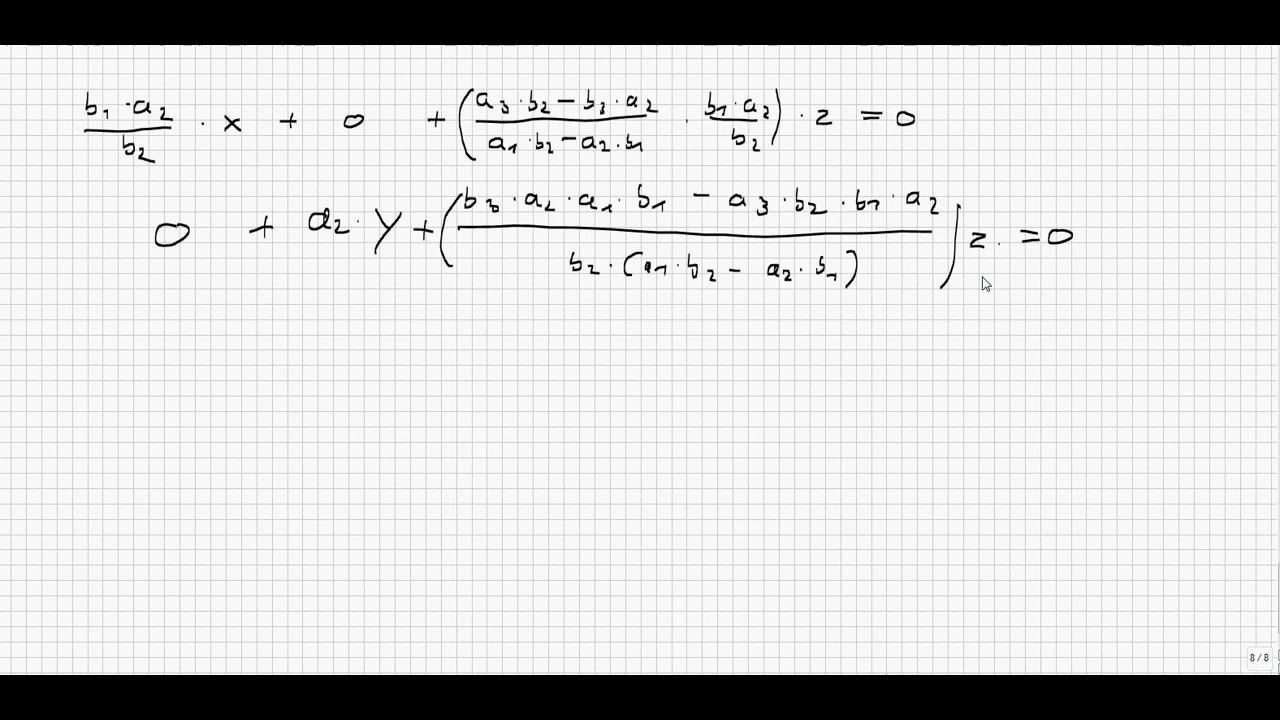 b₁·a₂/b₂ · x + 0 + (a₃·b₂ − b₃·a₂/a₁·b₂ − a₂·b₁ · b₁·a₂/b₂) · z = 0
0 + a₂· y + (b₃·a₂·a₁·b₁ − a₃·b₂·b₁·a₂/b₂·(a₁·b₂ − a₂·b₁)) z· = 0
8/8